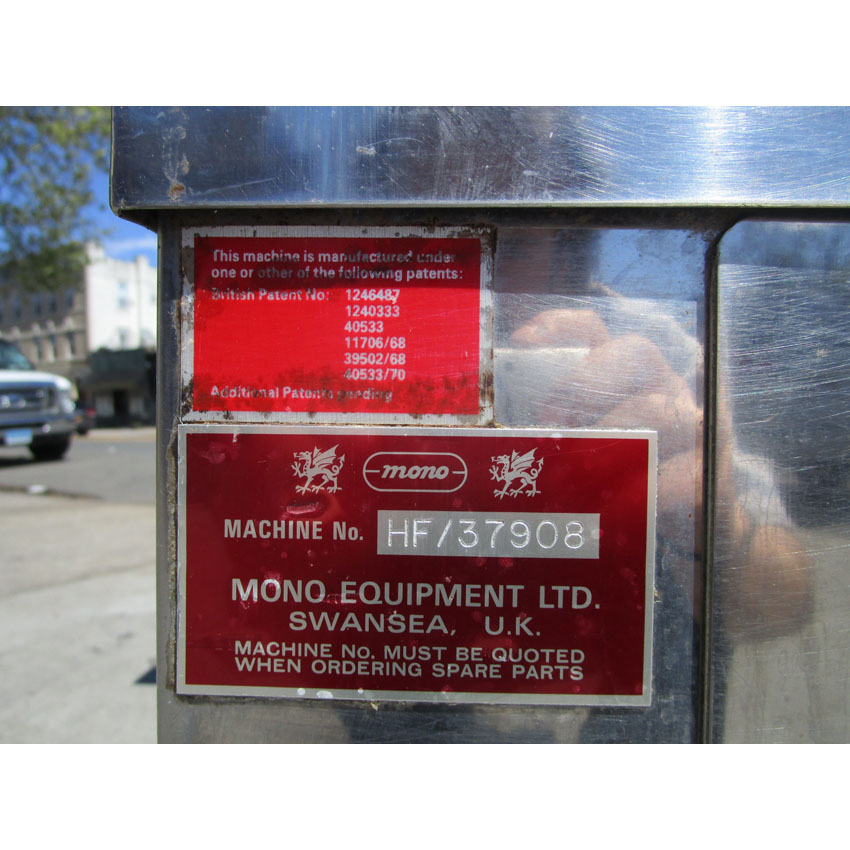 This machine is manufactured under
one or other of the following patents:
British Patent No: 1246487
1240333
40533
11706/68
39502/68
40533/70
Additional Patents pending
mono
MACHINE No. HF/37908
MONO EQUIPMENT LTD.
SWANSEA, U.K.
MACHINE No. MUST BE QUOTED
WHEN ORDERING SPARE PARTS